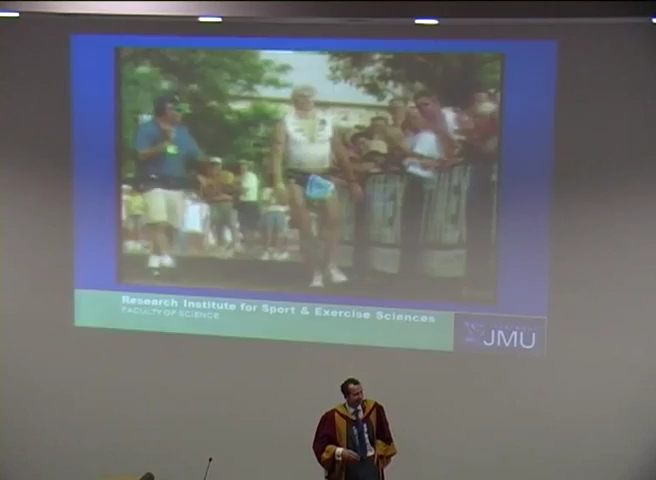 Research Institute for Sport & Exercise Sciences
FACULTY OF SCIENCE
JMU